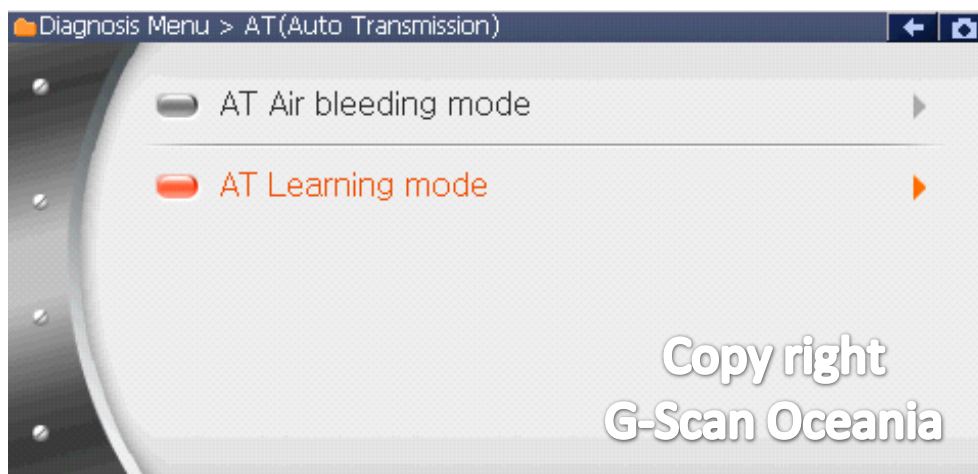 Diagnosis Menu > AT(Auto Transmission)
AT Air bleeding mode
AT Learning mode
Copy right
G-Scan Oceania